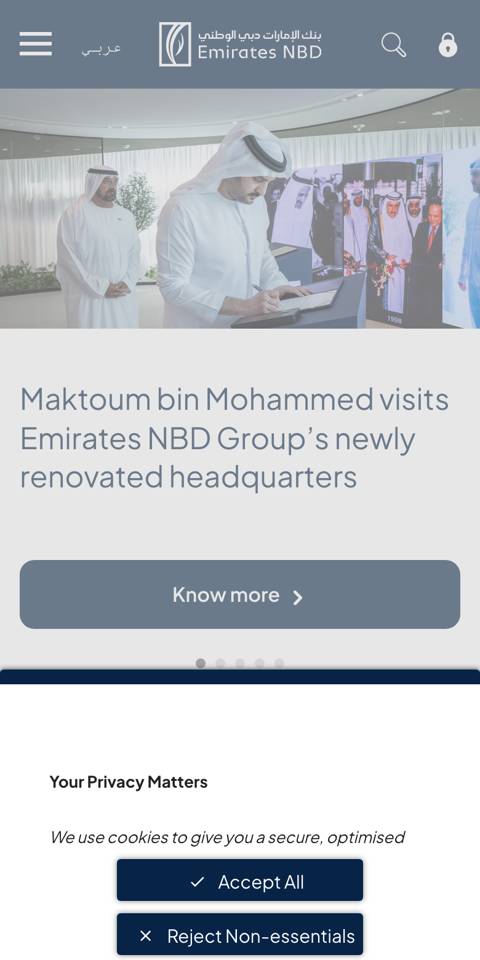 عربي
بنك الإمارات دبي الوطني
Emirates NBD
1998
Maktoum bin Mohammed visits
Emirates NBD Group’s newly
renovated headquarters
Know more
Your Privacy Matters
We use cookies to give you a secure, optimised
Accept All
Reject Non-essentials